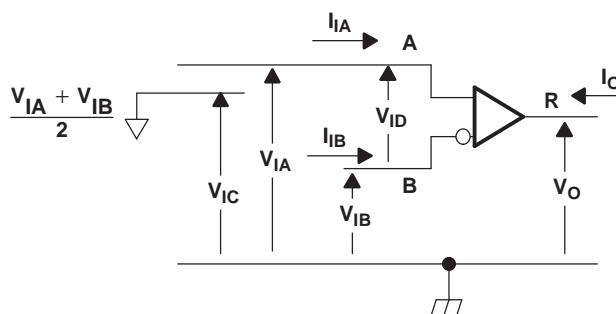 I_IA
A
I_O
V_IA + V_IB
2
R
V_ID
I_IB
V_IA
V_IC
B
V_IB
V_O